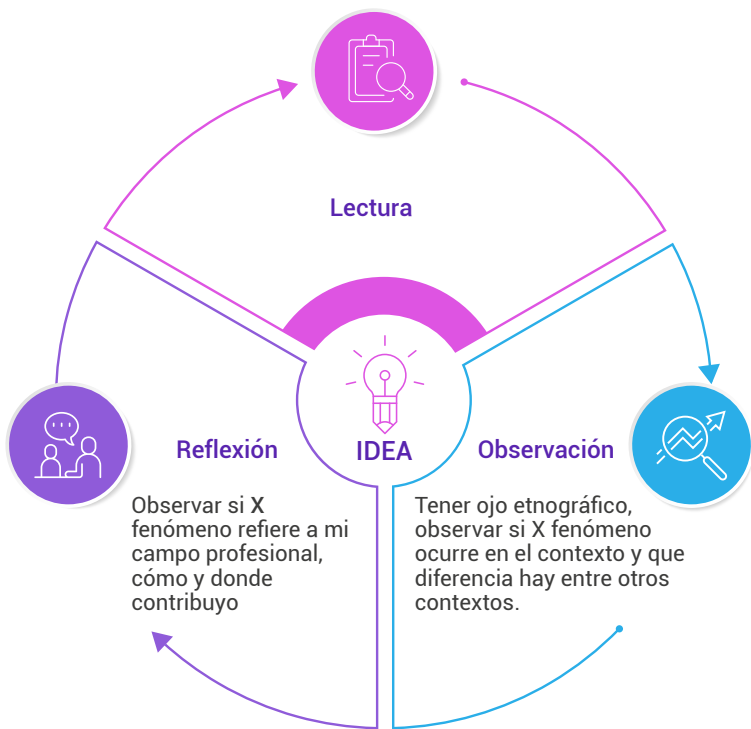 Lectura
IDEA
Reflexión
Observar si X
fenómeno refiere a mi
campo profesional,
cómo y donde
contribuyo
Observación
Tener ojo etnográfico,
observar si X fenómeno
ocurre en el contexto y que
diferencia hay entre otros
contextos.